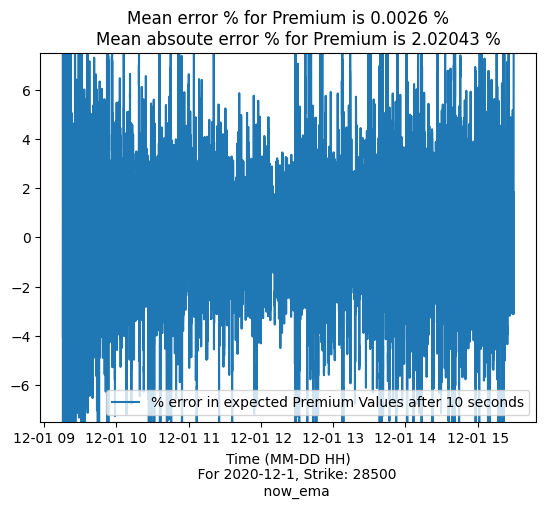 Mean error % for Premium is 0.0026 %
Mean absoute error % for Premium is 2.02043 %
6
4
2
0
−2
−4
−6
% error in expected Premium Values after 10 seconds
12-01 09 12-01 10 12-01 11 12-01 12 12-01 13 12-01 14 12-01 15
Time (MM-DD HH)
For 2020-12-1, Strike: 28500
now_ema